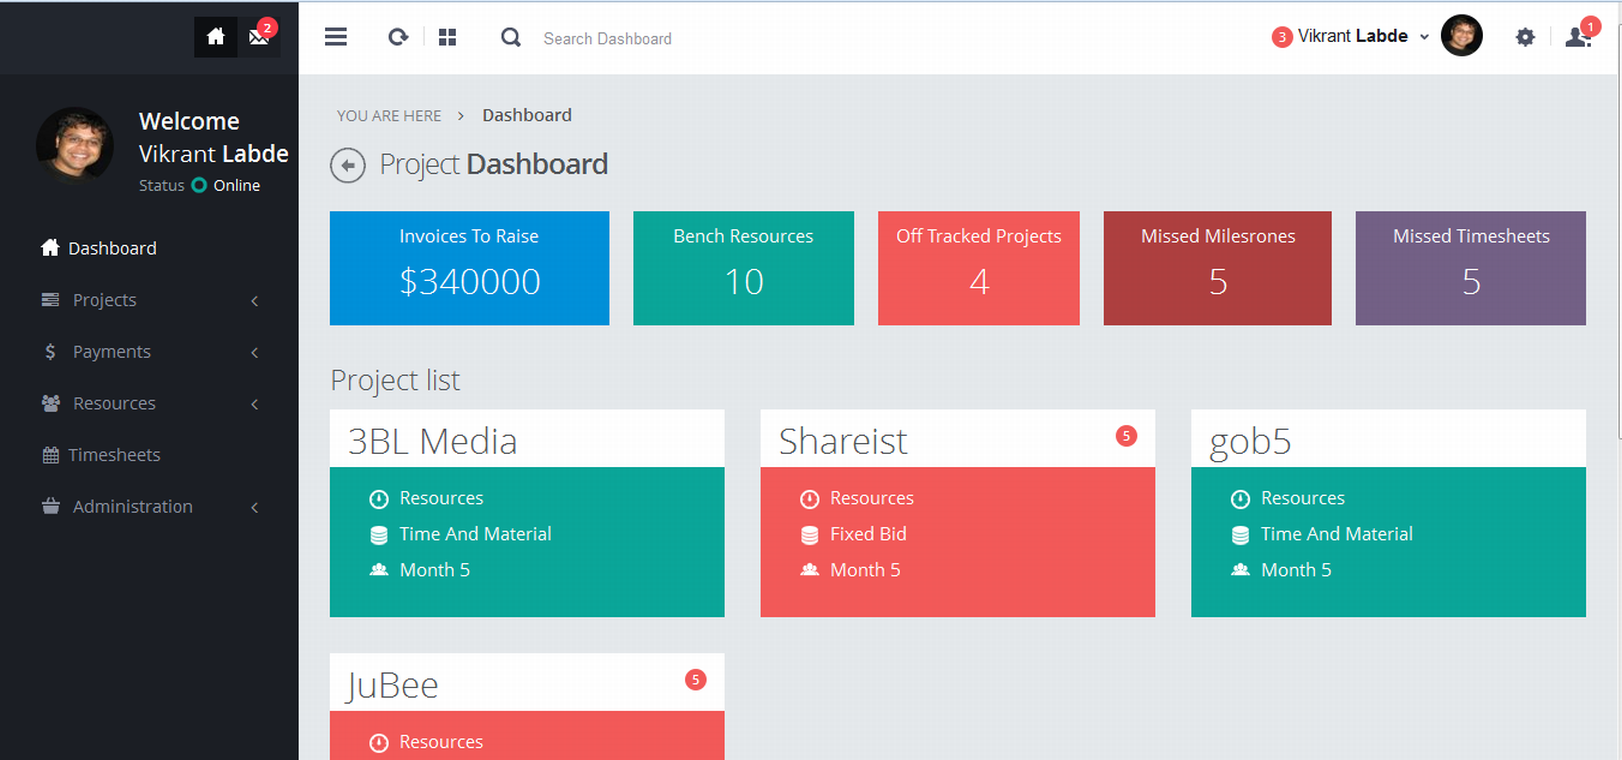 2
Search Dashboard
3 Vikrant Labde
1
Welcome
Vikrant Labde
Status Online
Dashboard
Projects
$ Payments
Resources
Timesheets
Administration
YOU ARE HERE > Dashboard
Project Dashboard
Invoices To Raise
$340000
Bench Resources
10
Off Tracked Projects
4
Missed Milesrones
5
Missed Timesheets
5
Project list
3BL Media
Resources
Time And Material
Month 5
Shareist
5
Resources
Fixed Bid
Month 5
gob5
Resources
Time And Material
Month 5
JuBee
5
Resources